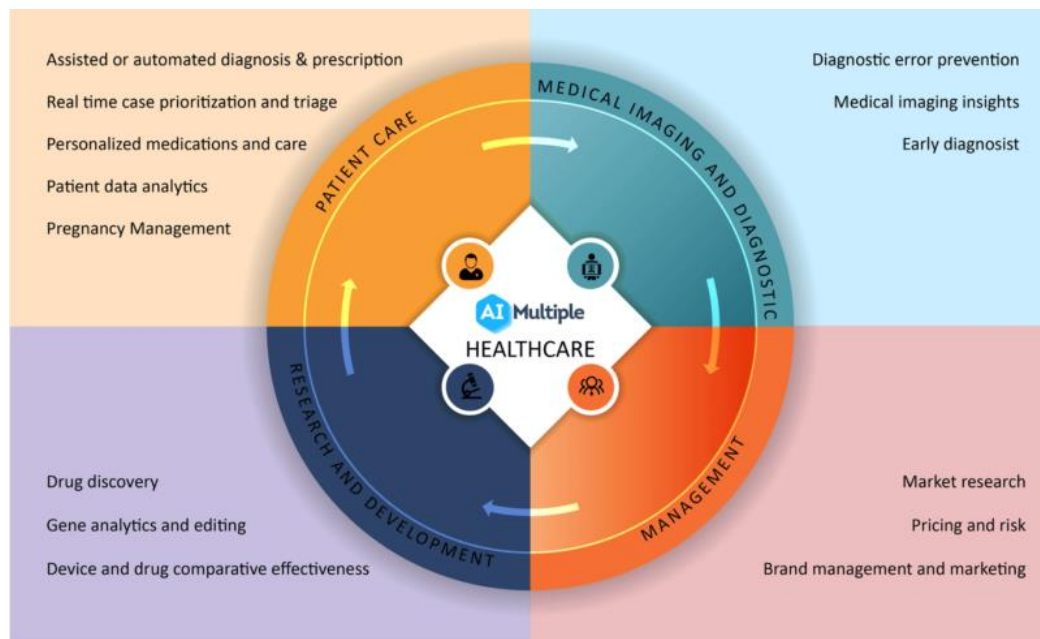 Assisted or automated diagnosis & prescription
Real time case prioritization and triage
Personalized medications and care
Patient data analytics
Pregnancy Management
PATIENT CARE
MEDICAL IMAGING AND DIAGNOSTIC
Diagnostic error prevention
Medical imaging insights
Early diagnosist
AI Multiple
HEALTHCARE
RESEARCH AND DEVELOPMENT
MANAGEMENT
Drug discovery
Gene analytics and editing
Device and drug comparative effectiveness
Market research
Pricing and risk
Brand management and marketing